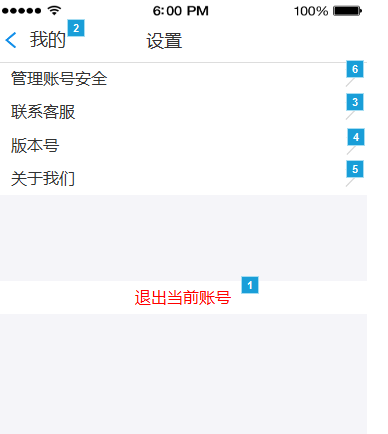 6:00 PM 100%
我的 2 设置
管理账号安全 6
联系客服 3
版本号 4
关于我们 5
退出当前账号 1